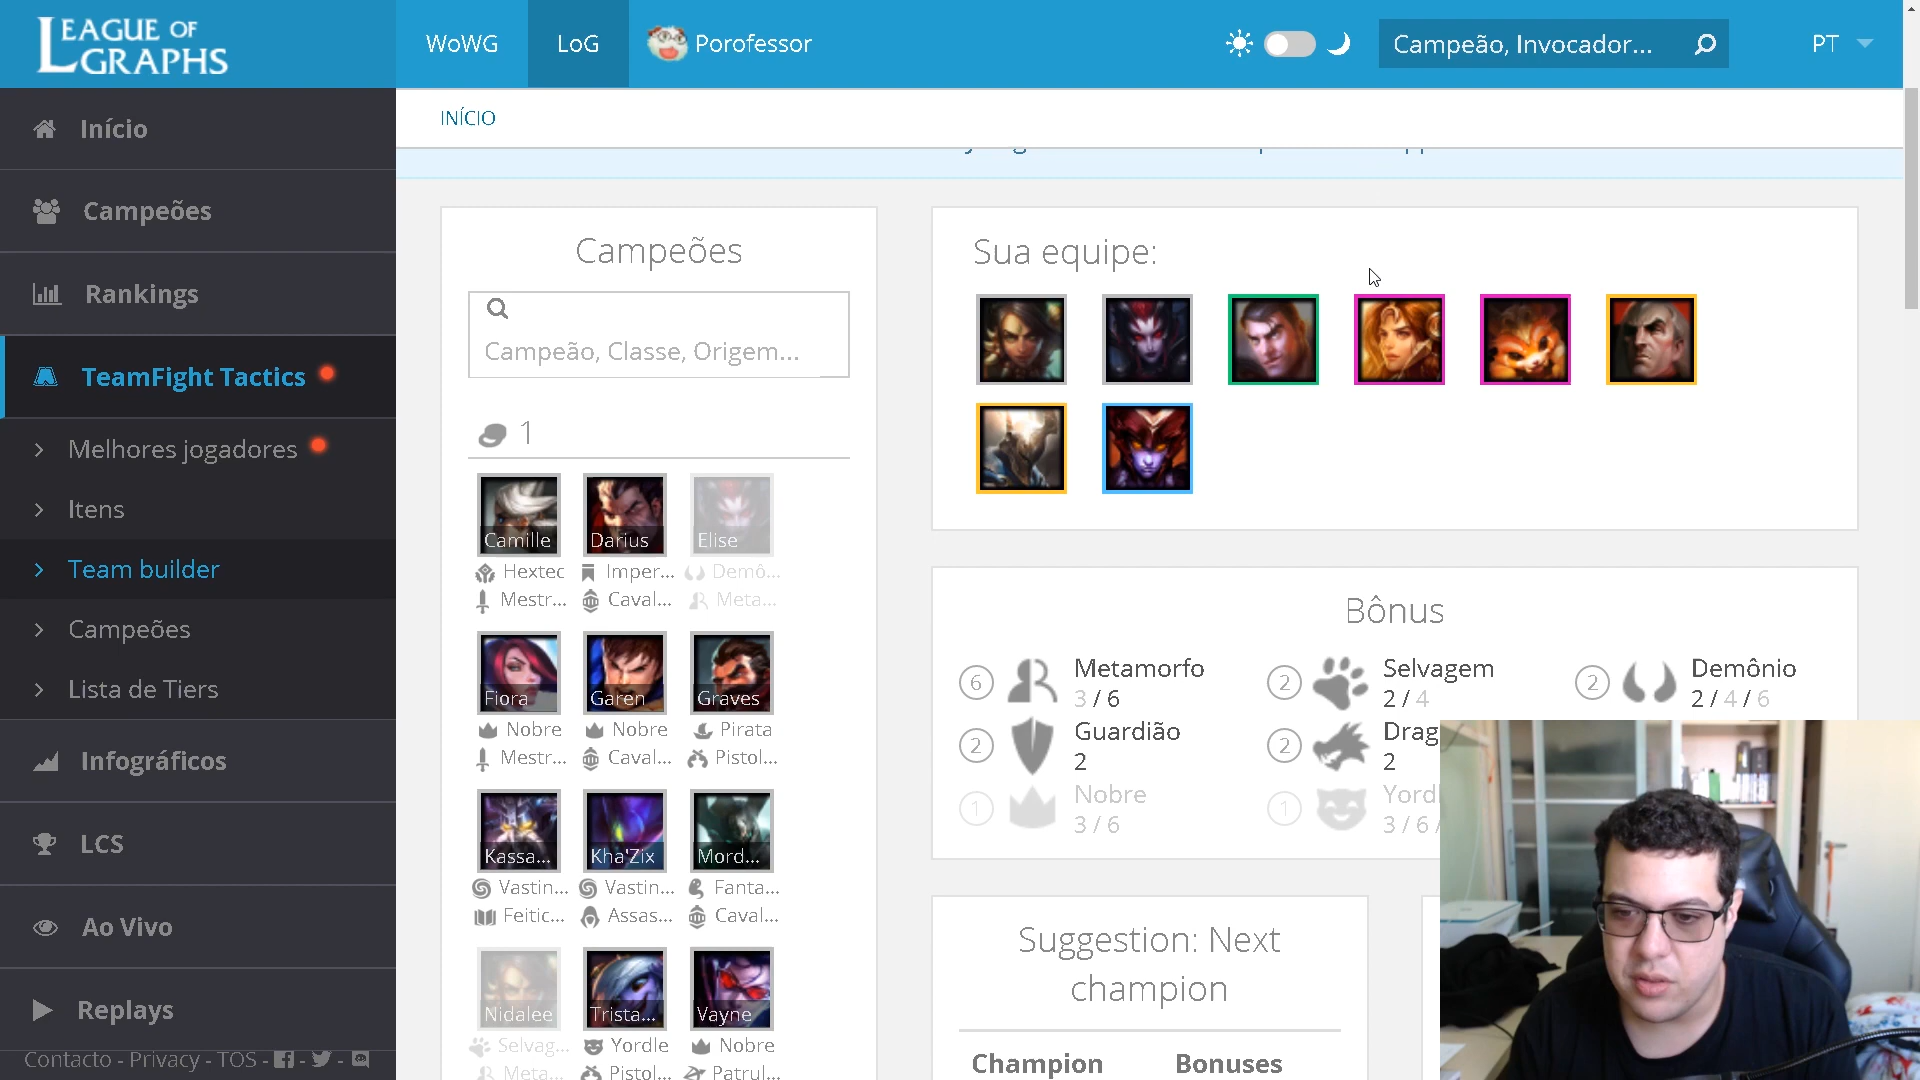 LEAGUE OF
GRAPHS
WoWG
LoG
Porofessor
Campeão, Invocador...
PT
Início
Campeões
Rankings
TeamFight Tactics
Melhores jogadores
Itens
Team builder
Campeões
Lista de Tiers
Infográficos
LCS
Ao Vivo
Replays
Contacto - Privacy - TOS - - -
INÍCIO
Campeões
Campeão, Classe, Origem...
1
Camille Darius Elise
Hextec Imper... Demô...
Mestr... Caval... Meta...
Fiora Garen Graves
Nobre Nobre Pirata
Mestr... Caval... Pistol...
Kassa... Kha'Zix Mord...
Vastin... Vastin... Fanta...
Feitic... Assas... Caval...
Nidalee Trista... Vayne
Selvag... Yordle Nobre
Meta... Pistol... Patrul...
Sua equipe:
Bônus
6 Metamorfo 2 Selvagem 2 Demônio
3 / 6 2 / 4 2 / 4 / 6
2 Guardião 2 Drag
2 2
1 Nobre 1 Yordl
3 / 6 3 / 6 /
Suggestion: Next
champion
Champion Bonuses